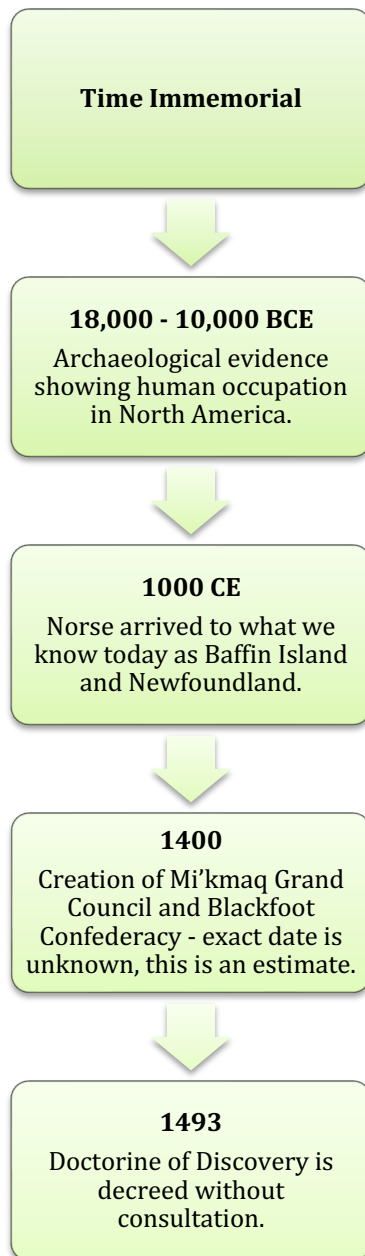 Time Immemorial
18,000 - 10,000 BCE
Archaeological evidence
showing human occupation
in North America.
1000 CE
Norse arrived to what we
know today as Baffin Island
and Newfoundland.
1400
Creation of Mi’kmaq Grand
Council and Blackfoot
Confederacy - exact date is
unknown, this is an estimate.
1493
Doctorine of Discovery is
decreed without
consultation.